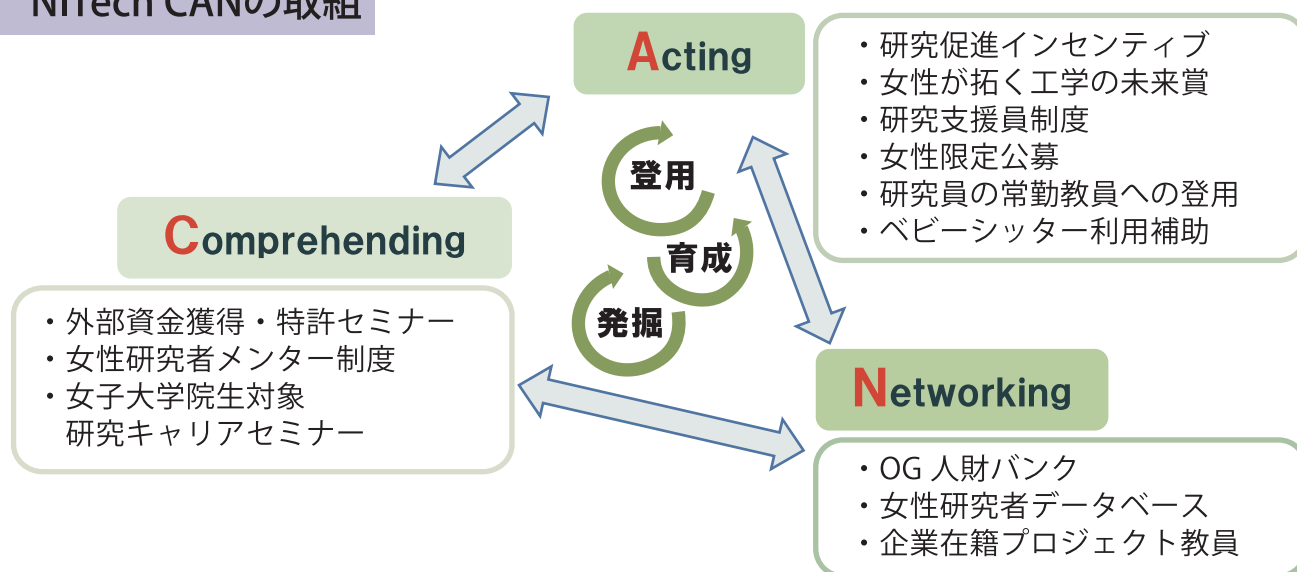 NITech CANの取組
Acting
・研究促進インセンティブ
・女性が拓く工学の未来賞
・研究支援員制度
・女性限定公募
・研究員の常勤教員への登用
・ベビーシッター利用補助
登用
育成
発掘
Comprehending
・外部資金獲得・特許セミナー
・女性研究者メンター制度
・女子大学院生対象
研究キャリアセミナー
Networking
・OG 人財バンク
・女性研究者データベース
・企業在籍プロジェクト教員